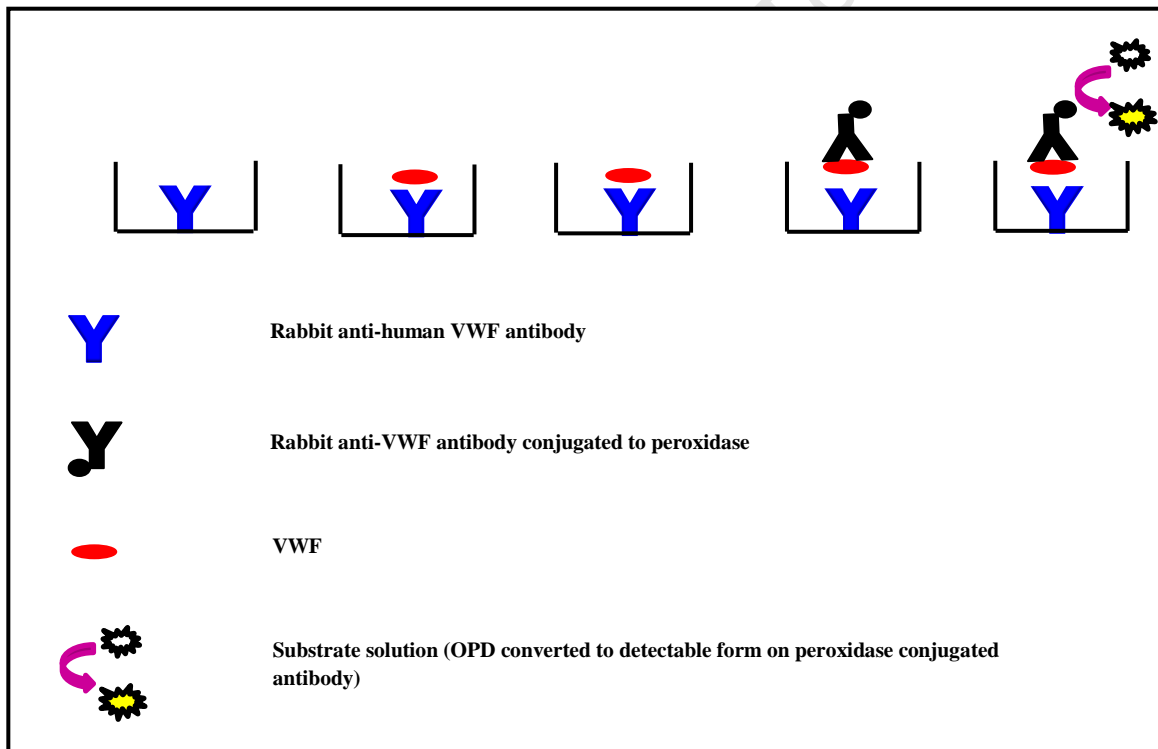 Rabbit anti-human VWF antibody
Rabbit anti-VWF antibody conjugated to peroxidase
VWF
Substrate solution (OPD converted to detectable form on peroxidase conjugated
antibody)